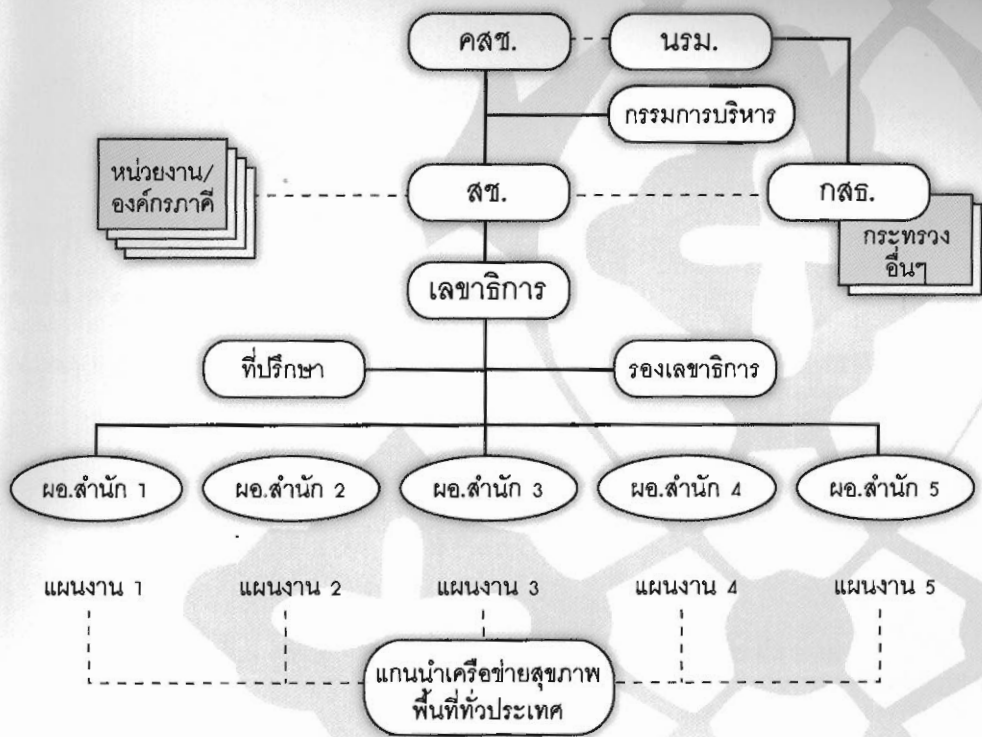 คสช.
นรม.
กรรมการบริหาร
หน่วยงาน/
องค์กรภาคี
สช.
กสธ.
กระทรวง
อื่นๆ
เลขาธิการ
ที่ปรึกษา
รองเลขาธิการ
ผอ.สำนัก 1
ผอ.สำนัก 2
ผอ.สำนัก 3
ผอ.สำนัก 4
ผอ.สำนัก 5
แผนงาน 1
แผนงาน 2
แผนงาน 3
แผนงาน 4
แผนงาน 5
แกนนำเครือข่ายสุขภาพ
พื้นที่ทั่วประเทศ